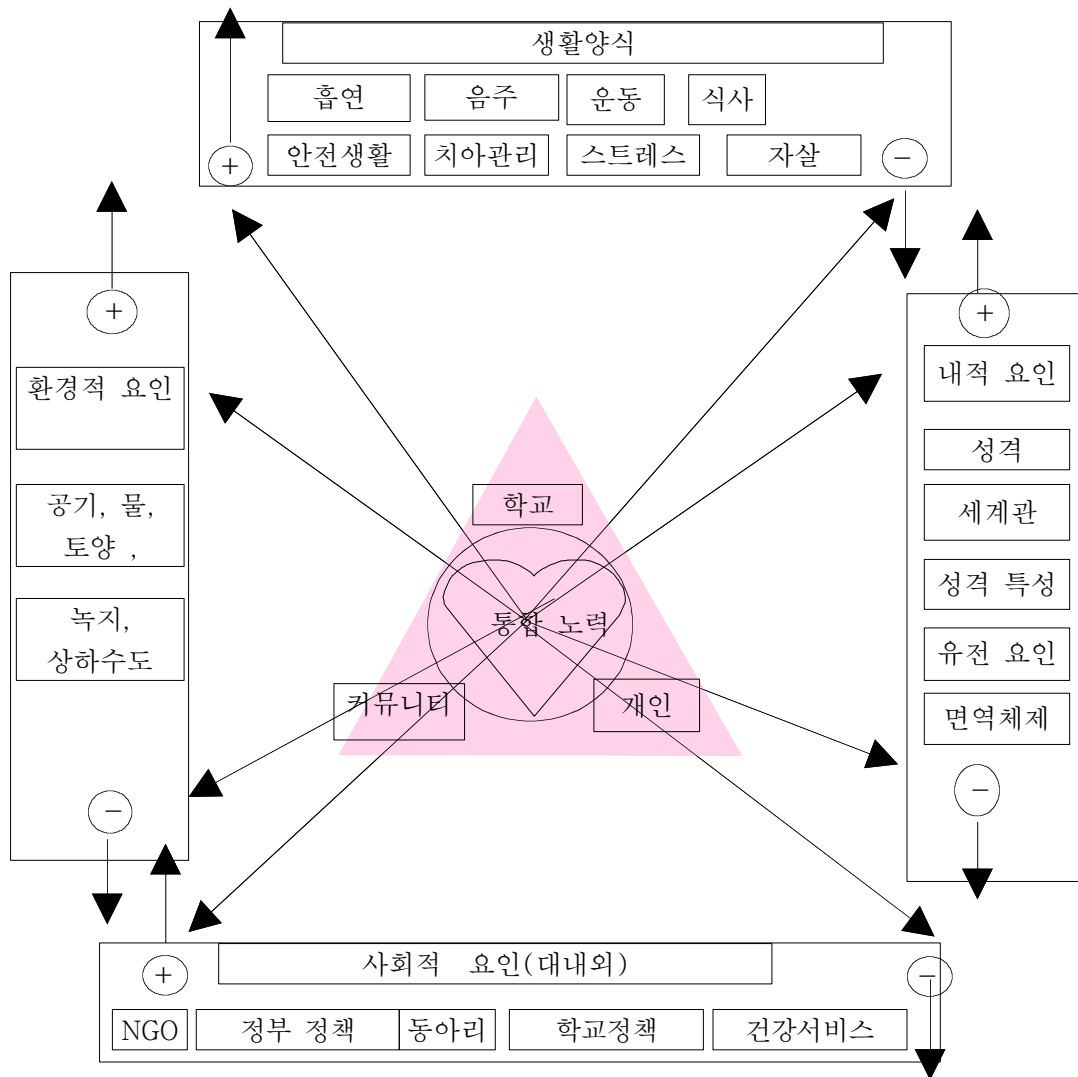 생활양식
흡연 음주 운동 식사
안전생활 치아관리 스트레스 자살
+ −
+
환경적 요인
공기, 물,
토양 ,
녹지,
상하수도
−
학교
통합 노력
커뮤니티 개인
+
내적 요인
성격
세계관
성격 특성
유전 요인
면역체제
−
+ 사회적 요인(대내외) −
NGO 정부 정책 동아리 학교정책 건강서비스